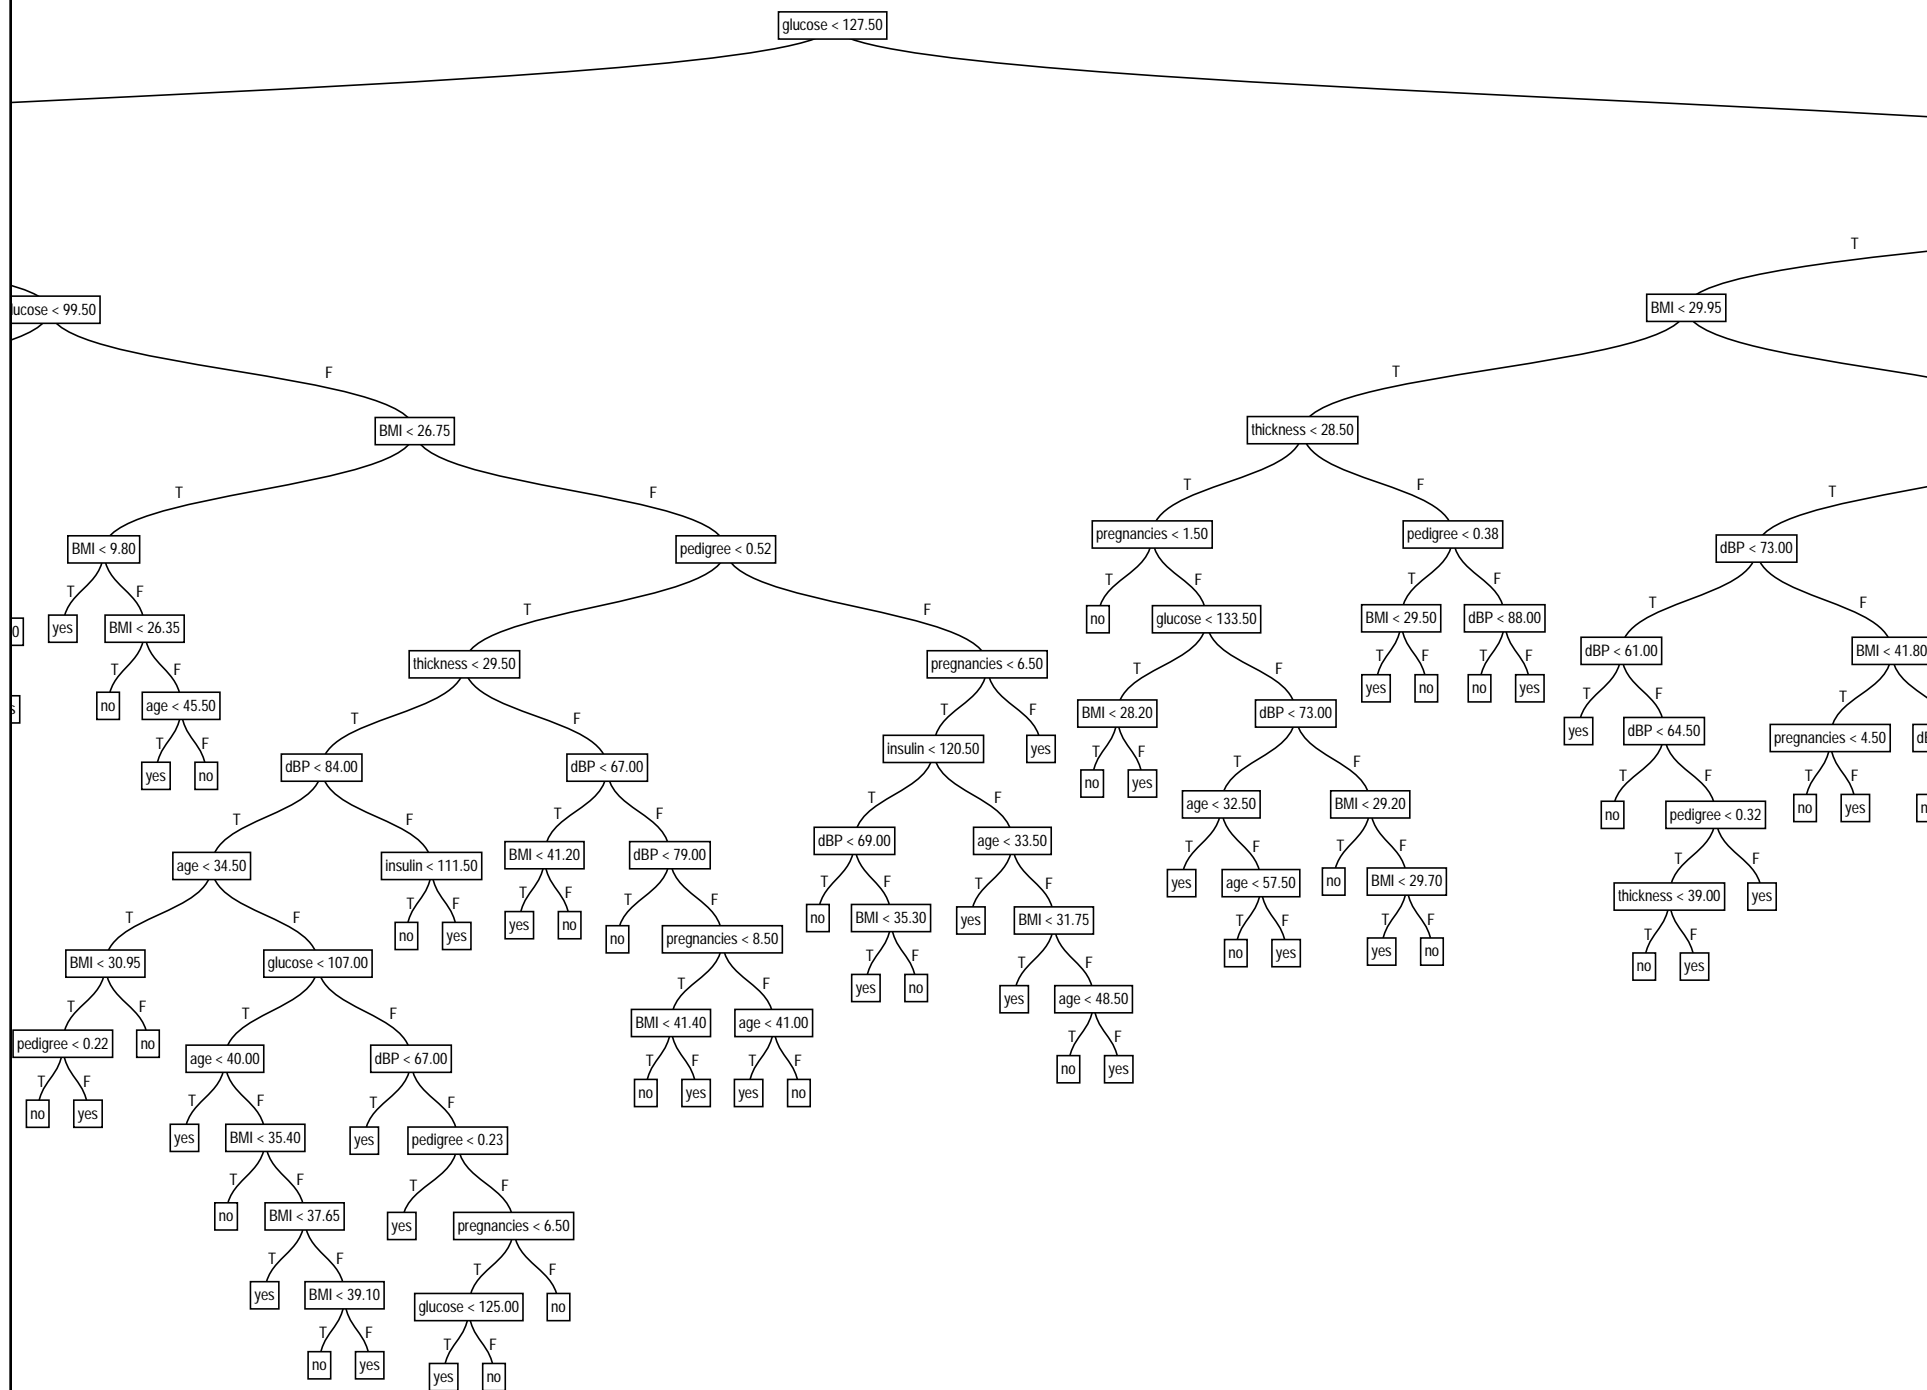 glucose < 127.50
T
ucose < 99.50
BMI < 29.95
F
T
BMI < 26.75
thickness < 28.50
T
F
T
F
T
BMI < 9.80
pedigree < 0.52
pregnancies < 1.50
pedigree < 0.38
dBP < 73.00
T
F
T
F
T
F
T
F
T
F
0
yes
BMI < 26.35
no
glucose < 133.50
BMI < 29.50
dBP < 88.00
T
F
thickness < 29.50
pregnancies < 6.50
T
F
T
F
T
F
dBP < 61.00
BMI < 41.80
s
no
age < 45.50
yes
no
no
yes
T
F
T
F
T
F
BMI < 28.20
dBP < 73.00
T
F
T
T
F
insulin < 120.50
yes
yes
dBP < 64.50
pregnancies < 4.50
yes
no
dBP < 84.00
dBP < 67.00
T
F
T
F
no
yes
T
F
T
F
T
F
T
F
T
F
age < 32.50
BMI < 29.20
no
pedigree < 0.32
no
yes
dBP < 69.00
age < 33.50
T
F
T
F
T
F
age < 34.50
insulin < 111.50
BMI < 41.20
dBP < 79.00
T
F
T
F
yes
age < 57.50
no
BMI < 29.70
thickness < 39.00
yes
T
F
T
F
T
F
T
F
no
BMI < 35.30
yes
BMI < 31.75
T
F
T
F
T
F
no
yes
yes
no
no
pregnancies < 8.50
T
F
T
F
no
yes
yes
no
no
yes
BMI < 30.95
glucose < 107.00
T
F
yes
no
yes
age < 48.50
T
F
T
F
BMI < 41.40
age < 41.00
T
F
pedigree < 0.22
no
age < 40.00
dBP < 67.00
T
F
T
F
no
yes
T
F
T
F
T
F
no
yes
yes
no
no
yes
yes
BMI < 35.40
yes
pedigree < 0.23
T
F
T
F
no
BMI < 37.65
yes
pregnancies < 6.50
T
F
T
F
yes
BMI < 39.10
glucose < 125.00
no
T
F
T
F
no
yes
yes
no